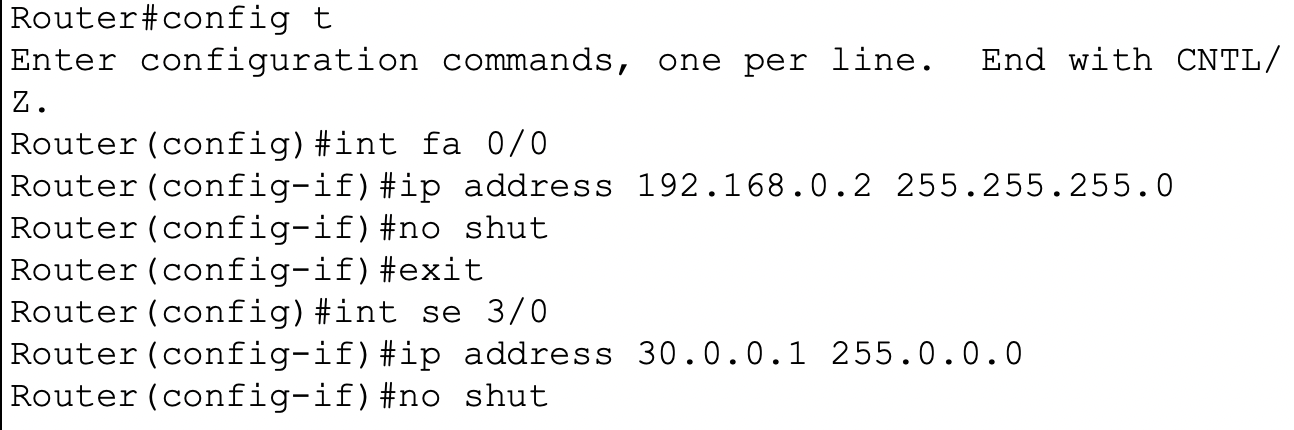 Router#config t
Enter configuration commands, one per line.  End with CNTL/
Z.
Router(config)#int fa 0/0
Router(config-if)#ip address 192.168.0.2 255.255.255.0
Router(config-if)#no shut
Router(config-if)#exit
Router(config)#int se 3/0
Router(config-if)#ip address 30.0.0.1 255.0.0.0
Router(config-if)#no shut